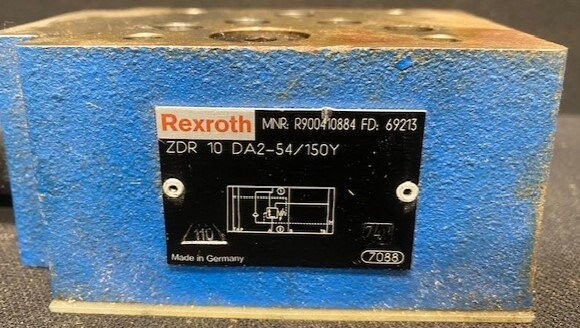 Rexroth MNR: R900410884 FD: 69213
ZDR 10 DA2-54/150Y
110
Made in Germany
7088